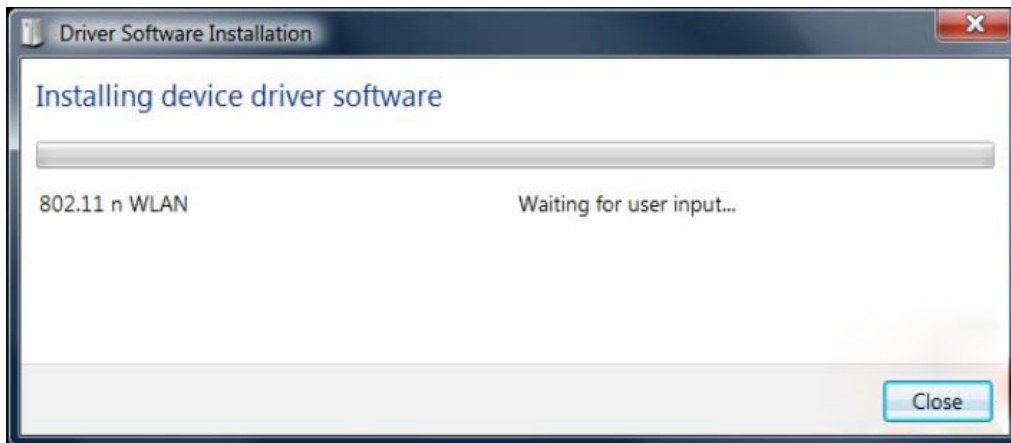 Driver Software Installation
Installing device driver software
802.11 n WLAN Waiting for user input...
Close